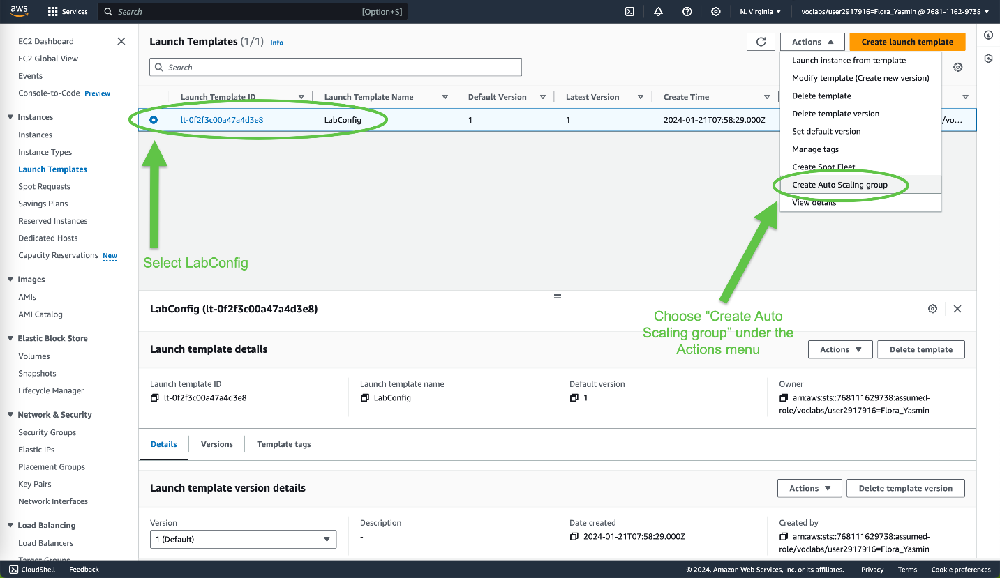 aws
Services
Search
[Option+S]
N. Virginia
voclabs/user2917916=Flora_Yasmin @ 7681-1162-9738
EC2 Dashboard
EC2 Global View
Events
Console-to-Code Preview
Instances
Instances
Instance Types
Launch Templates
Spot Requests
Savings Plans
Reserved Instances
Dedicated Hosts
Capacity Reservations New
Images
AMIs
AMI Catalog
Elastic Block Store
Volumes
Snapshots
Lifecycle Manager
Network & Security
Security Groups
Elastic IPs
Placement Groups
Key Pairs
Network Interfaces
Load Balancing
Load Balancers
Target Groups
Launch Templates (1/1) Info
Actions
Create launch template
Search
Launch Template ID
Launch Template Name
Default Version
Latest Version
Create Time
lt-0f2f3c00a47a4d3e8
LabConfig
1
1
2024-01-21T07:58:29.000Z
/vo...
Launch instance from template
Modify template (Create new version)
Delete template
Delete template version
Set default version
Manage tags
Create Spot Fleet
Create Auto Scaling group
View details
Select LabConfig
Choose “Create Auto
Scaling group” under the
Actions menu
LabConfig (lt-0f2f3c00a47a4d3e8)
Launch template details
Actions
Delete template
Launch template ID
lt-0f2f3c00a47a4d3e8
Launch template name
LabConfig
Default version
1
Owner
arn:aws:sts::768111629738:assumed-
role/voclabs/user2917916=Flora_Yasmin
Details
Versions
Template tags
Launch template version details
Actions
Delete template version
Version
1 (Default)
Description
-
Date created
2024-01-21T07:58:29.000Z
Created by
arn:aws:sts::768111629738:assumed-
role/voclabs/user2917916=Flora_Yasmin
CloudShell
Feedback
© 2024, Amazon Web Services, Inc. or its affiliates.
Privacy
Terms
Cookie preferences